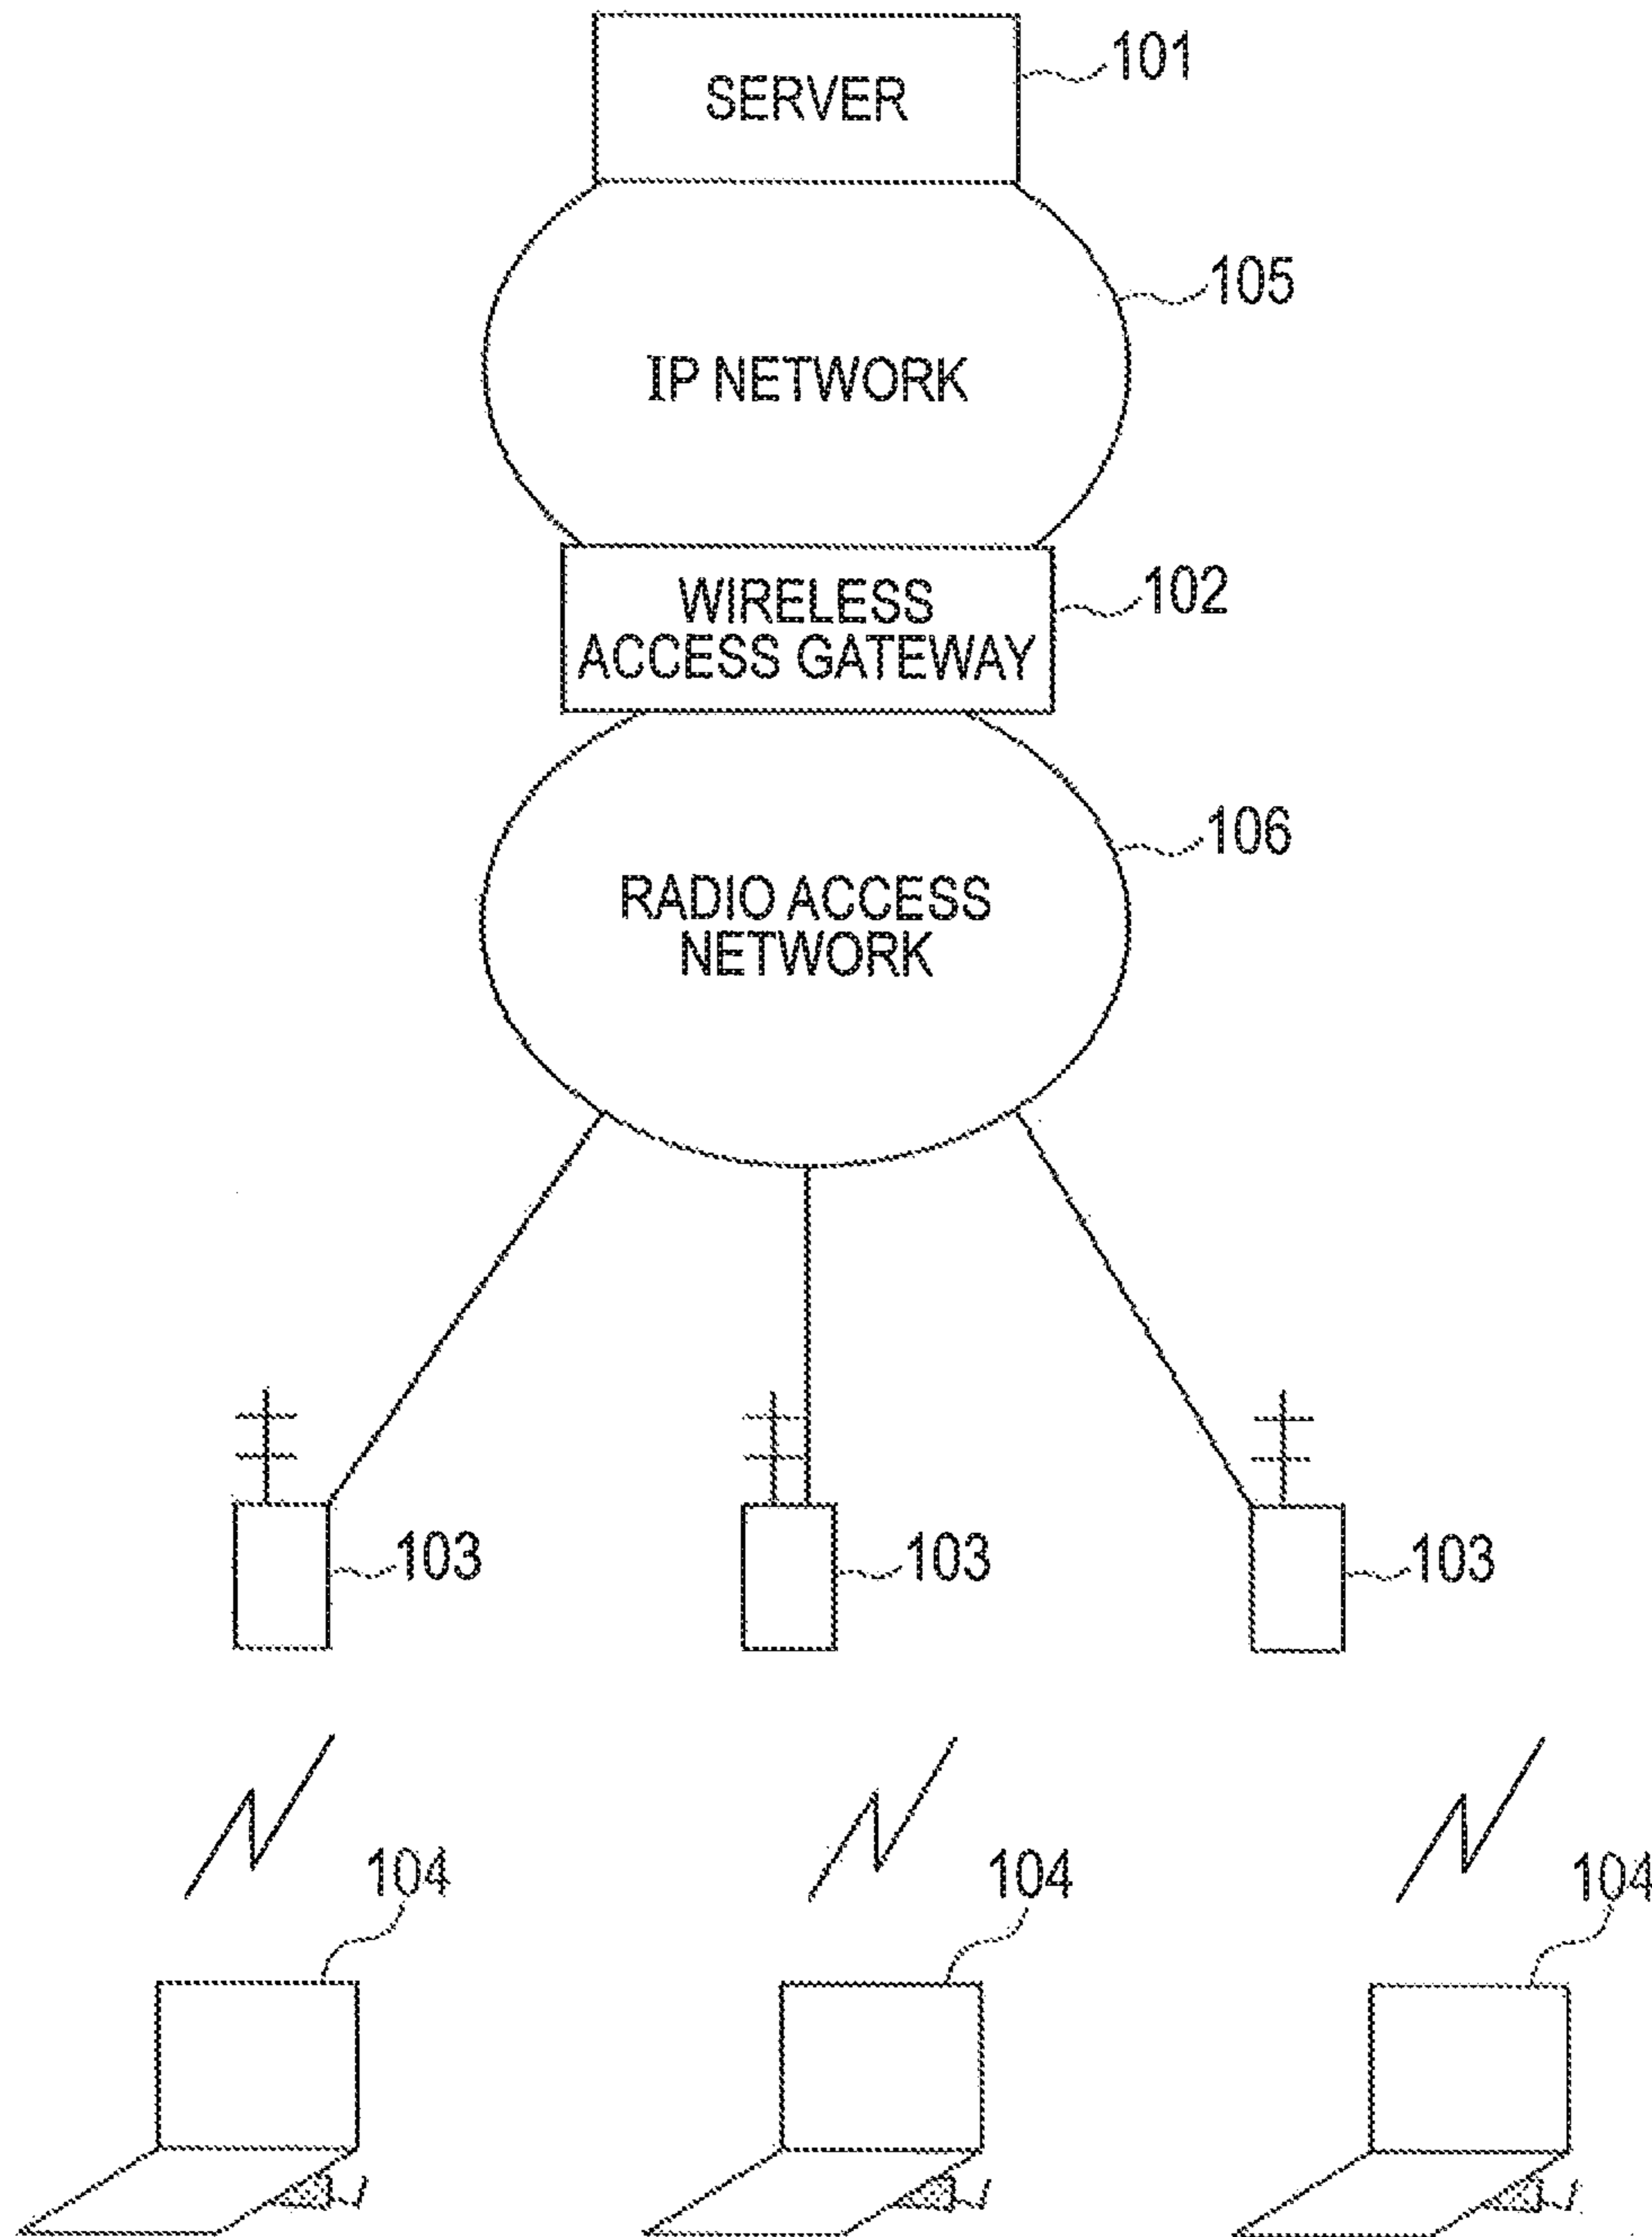 SERVER
101
105
IP NETWORK
WIRELESS
ACCESS GATEWAY
102
106
RADIO ACCESS
NETWORK
103
103
103
104
104
104